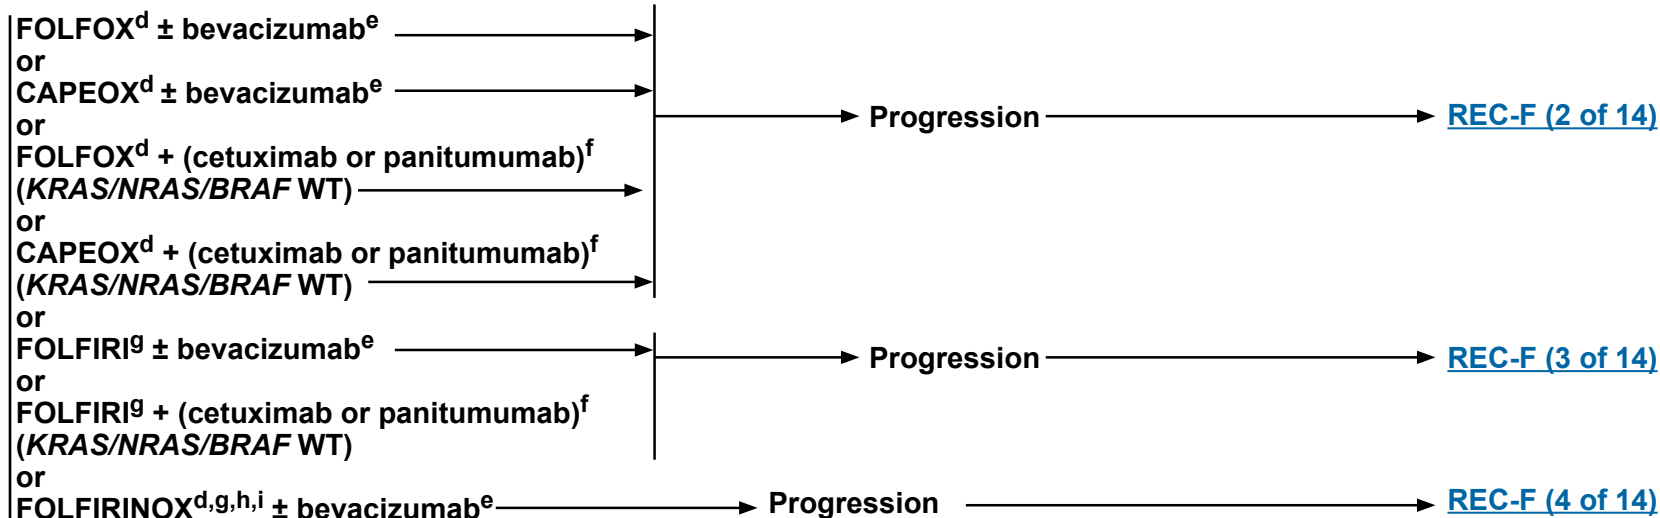 FOLFOXᵈ ± bevacizumabᵉ
or
CAPEOXᵈ ± bevacizumabᵉ
or
Progression
REC-F (2 of 14)
FOLFOXᵈ + (cetuximab or panitumumab)ᶠ
(KRAS/NRAS/BRAF WT)
or
CAPEOXᵈ + (cetuximab or panitumumab)ᶠ
(KRAS/NRAS/BRAF WT)
or
FOLFIRIᵍ ± bevacizumabᵉ
Progression
REC-F (3 of 14)
or
FOLFIRIᵍ + (cetuximab or panitumumab)ᶠ
(KRAS/NRAS/BRAF WT)
or
FOLFIRINOXᵈ,ᵍ,ʰ,ⁱ ± bevacizumabᵉ
Progression
REC-F (4 of 14)